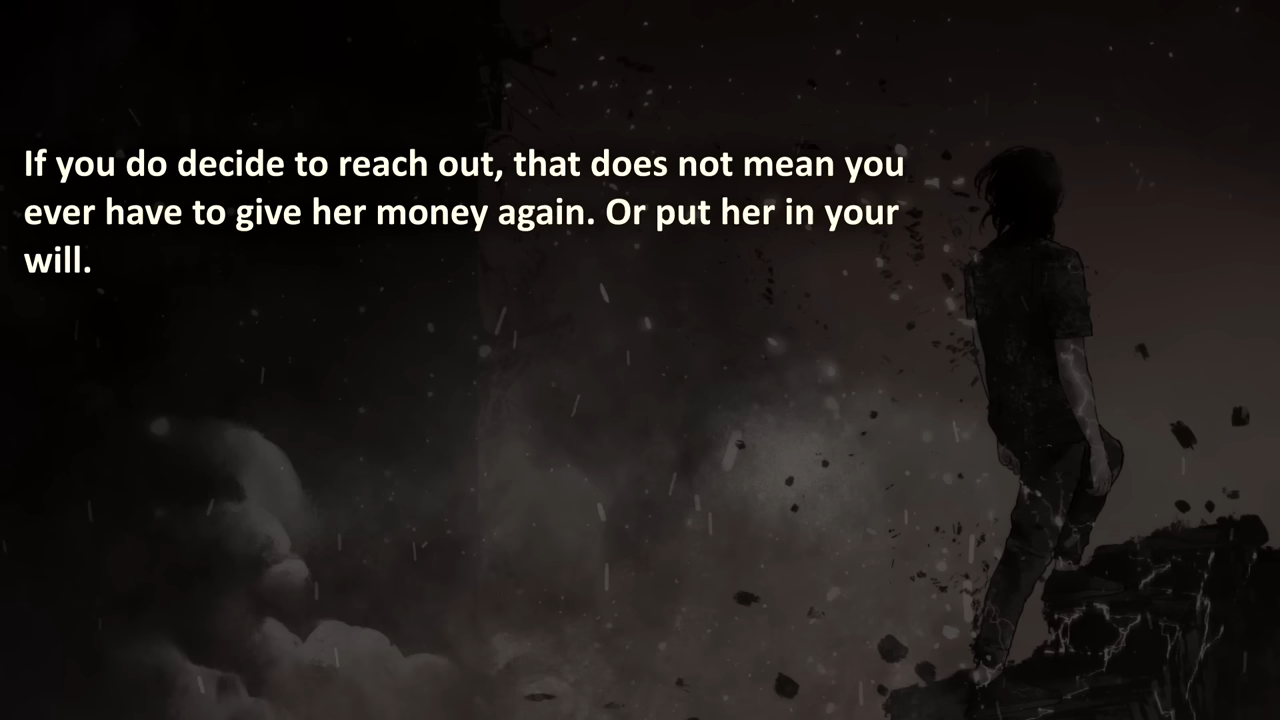 If you do decide to reach out, that does not mean you
ever have to give her money again. Or put her in your
will.